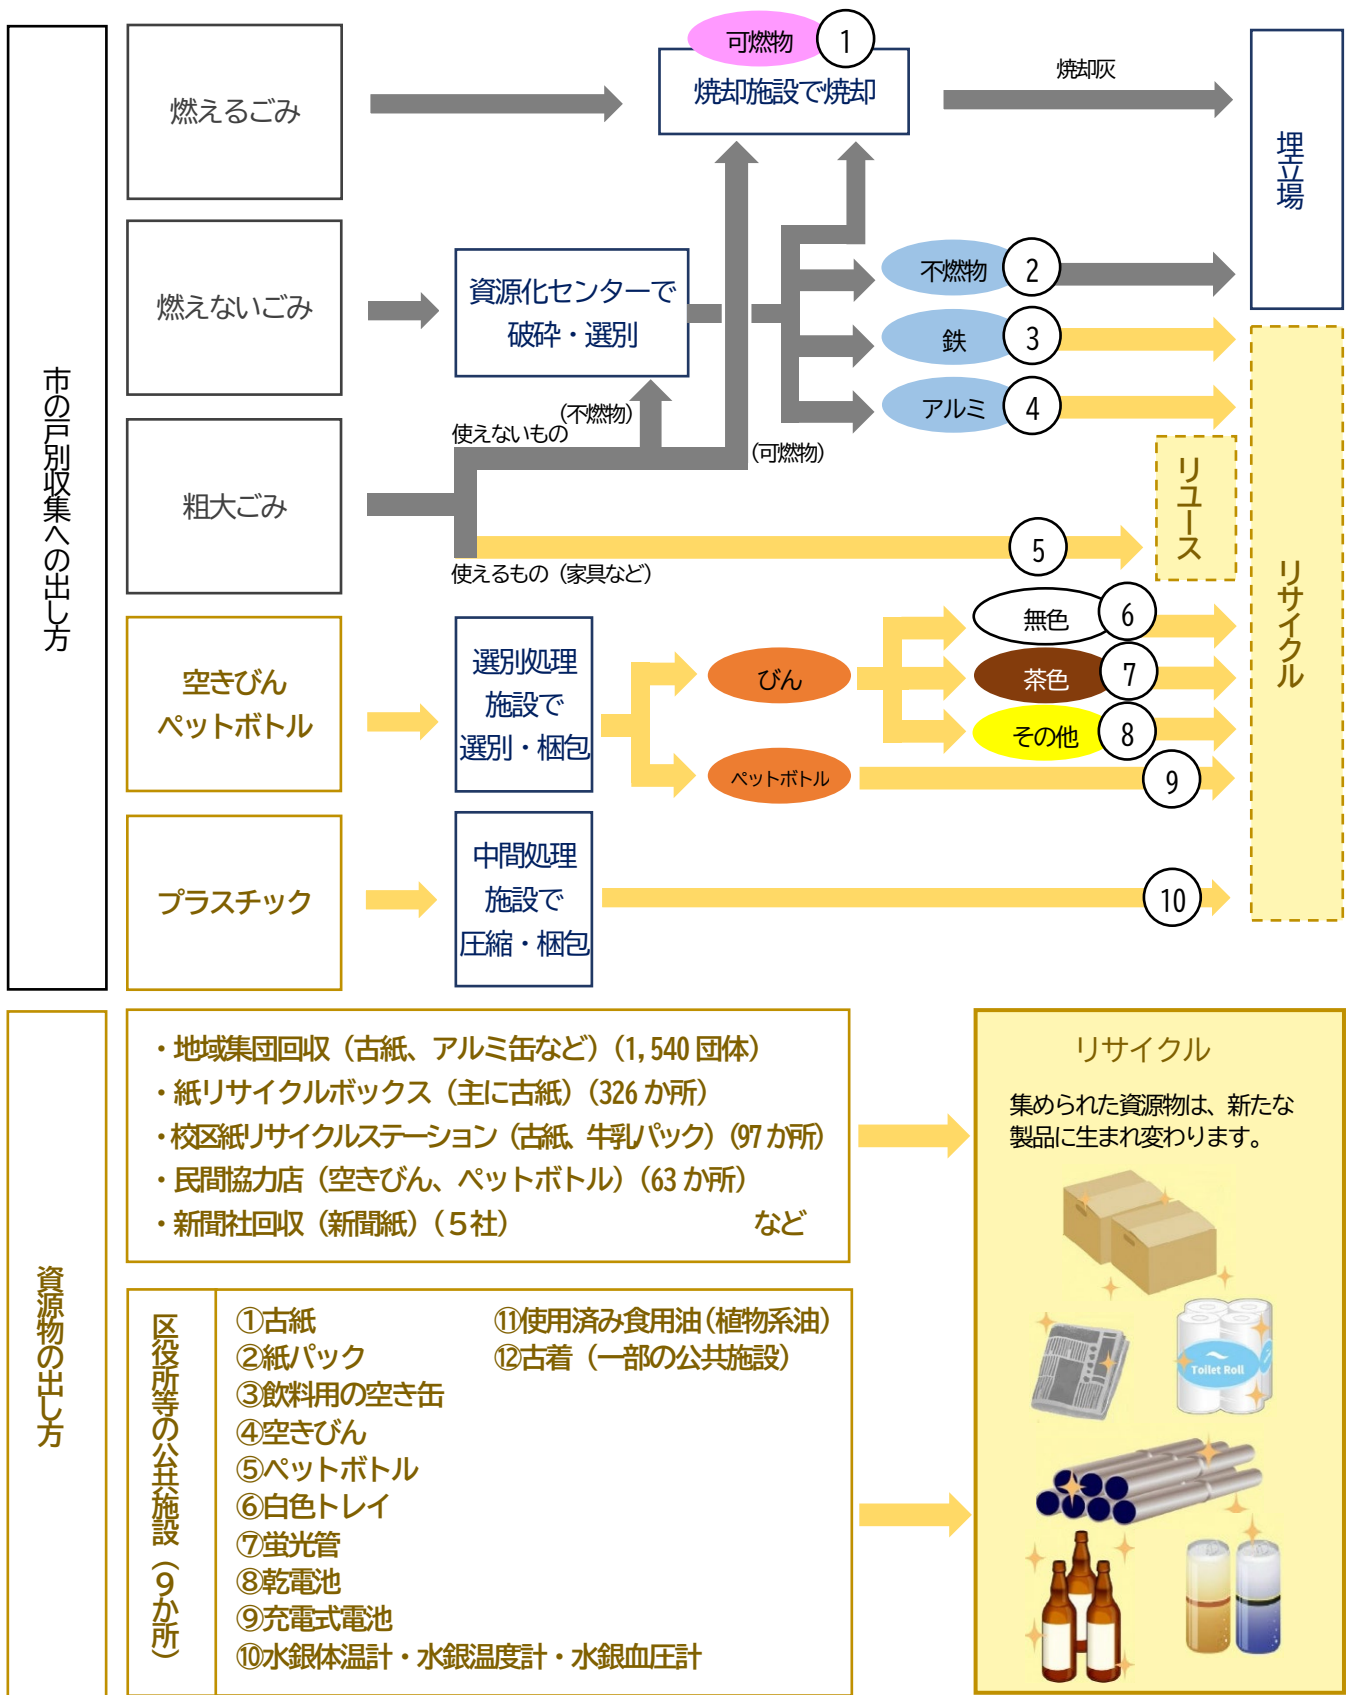 市の戸別収集への出し方
燃えるごみ
可燃物 1
焼却施設で焼却
焼却灰
埋立場
燃えないごみ
資源化センターで
破砕・選別
不燃物 2
鉄 3
アルミ 4
粗大ごみ
使えないもの
(不燃物)
(可燃物)
使えるもの（家具など）
5
リユース
リサイクル
空きびん
ペットボトル
選別処理
施設で
選別・梱包
びん
無色 6
茶色 7
その他 8
ペットボトル
9
プラスチック
中間処理
施設で
圧縮・梱包
10
資源物の出し方
・地域集団回収（古紙、アルミ缶など）（1,540団体）
・紙リサイクルボックス（主に古紙）（326か所）
・校区紙リサイクルステーション（古紙、牛乳パック）（97か所）
・民間協力店（空きびん、ペットボトル）（63か所）
・新聞社回収（新聞紙）（５社） など
区役所等の公共施設（９か所）
①古紙
②紙パック
③飲料用の空き缶
④空きびん
⑤ペットボトル
⑥白色トレイ
⑦蛍光管
⑧乾電池
⑨充電式電池
⑩水銀体温計・水銀温度計・水銀血圧計
⑪使用済み食用油（植物系油）
⑫古着（一部の公共施設）
リサイクル
集められた資源物は、新たな
製品に生まれ変わります。
Toilet Roll